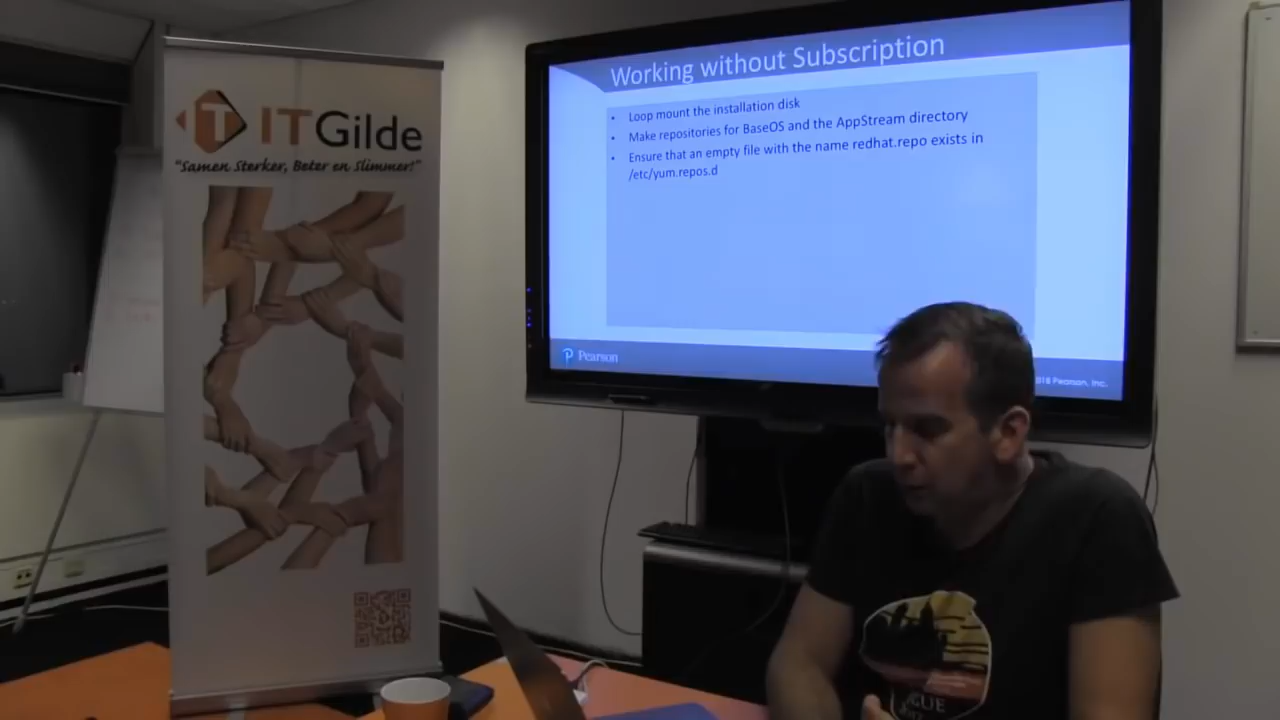 IT Gilde
"Samen Sterker, Beter en Slimmer!"
Working without Subscription
• Loop mount the installation disk
• Make repositories for BaseOS and the AppStream directory
• Ensure that an empty file with the name redhat.repo exists in
/etc/yum.repos.d
Pearson
Pearson, Inc.